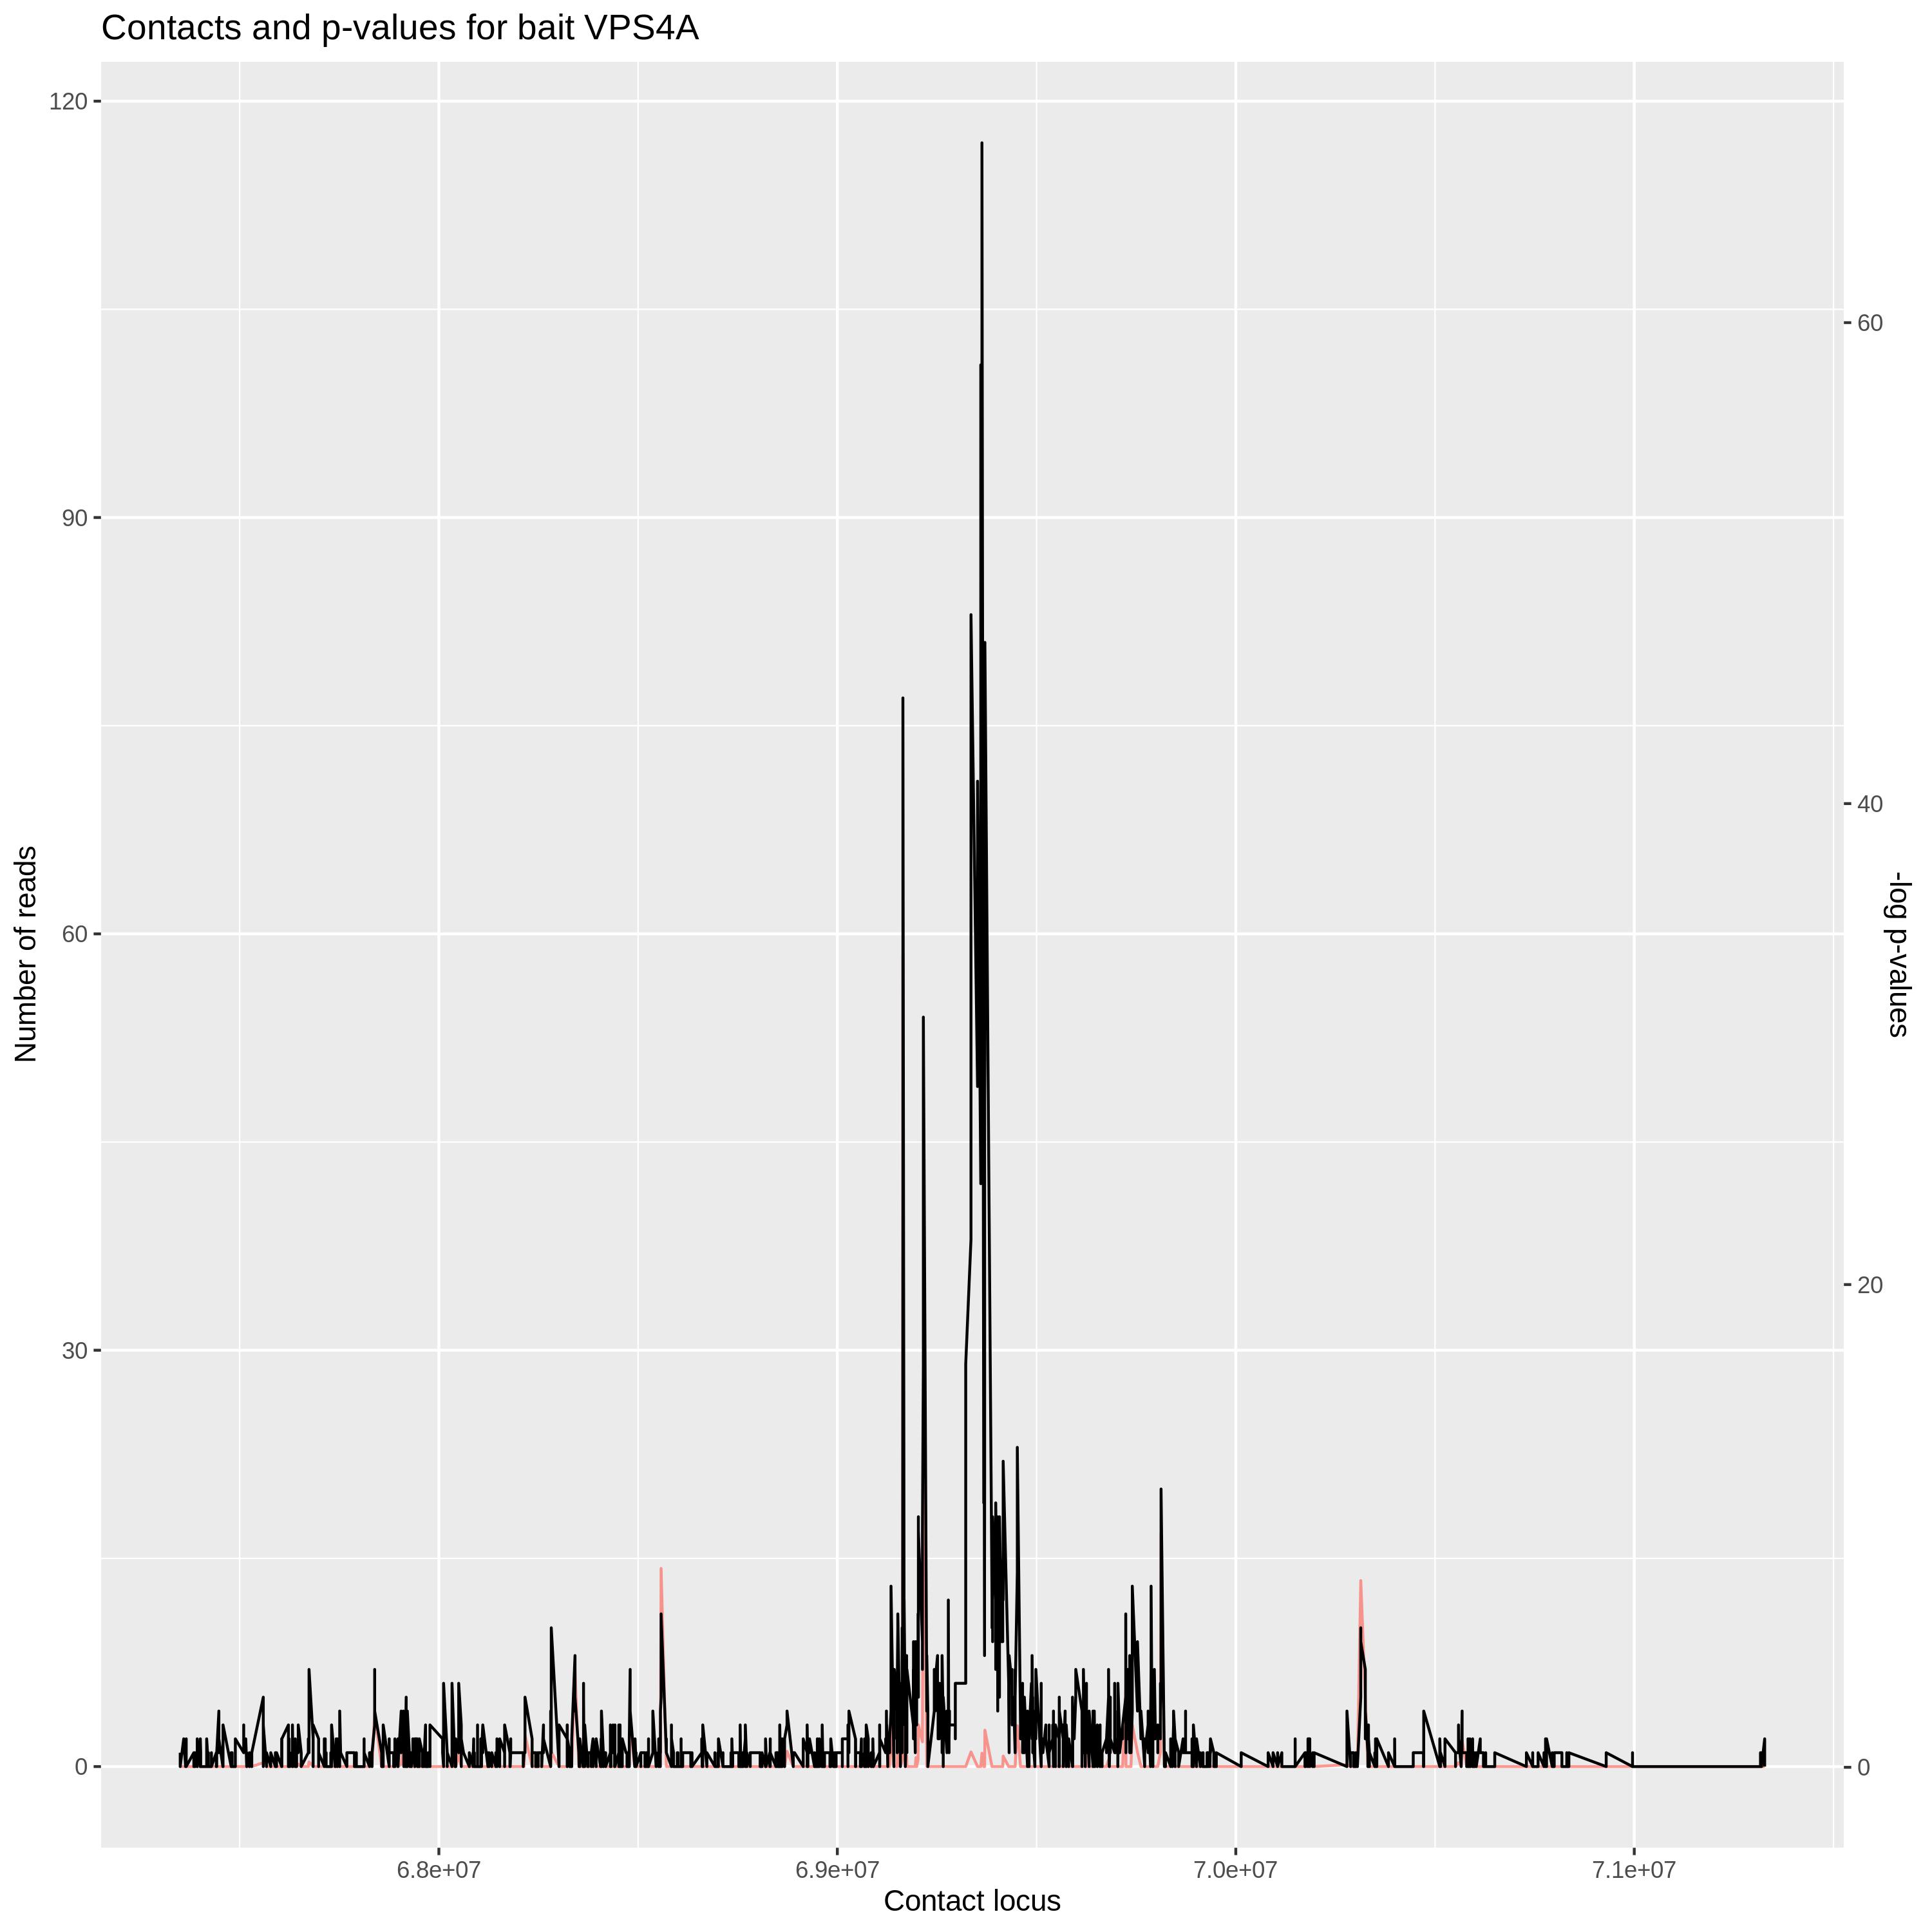 Contacts and p-values for bait VPS4A
120
90
60
30
0
Number of reads
60
40
20
0
-log p-values
6.8e+07
6.9e+07
7.0e+07
7.1e+07
Contact locus